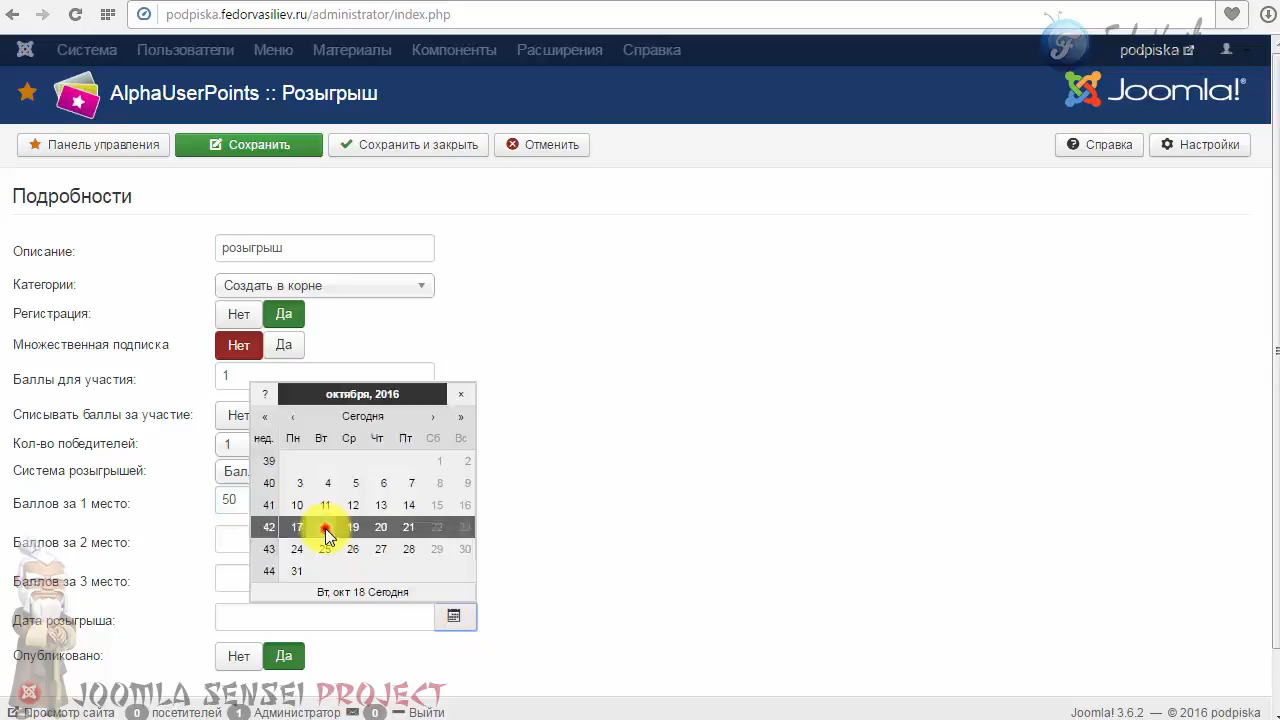 podpiska.fedorvasiliev.ru/administrator/index.php
Система Пользователи Меню Материалы Компоненты Расширения Справка podpiska
AlphaUserPoints :: Розыгрыш Joomla!®
Панель управления Сохранить Сохранить и закрыть Отменить Справка Настройки
Подробности
Описание: розыгрыш
Категории: Создать в корне
Регистрация: Нет Да
Множественная подписка Нет Да
Баллы для участия: 1
? октября, 2016 ×
Списывать баллы за участие: Нет « ‹ Сегодня › »
нед. Пн Вт Ср Чт Пт Сб Вс
Кол-во победителей: 1
39 1 2
Система розыгрышей: Бал
40 3 4 5 6 7 8 9
Баллов за 1 место: 50
41 10 11 12 13 14 15 16
42 17 19 20 21 22 23
Баллов за 2 место:
43 24 25 26 27 28 29 30
44 31
Баллов за 3 место:
Вт, окт 18 Сегодня
Дата розыгрыша:
Опубликовано: Нет Да
JOOMLA SENSEI PROJECT
Просмотр сайта 0 посетителей 1 Администратор 0 Выйти Joomla! 3.6.2 — © 2016 podpiska